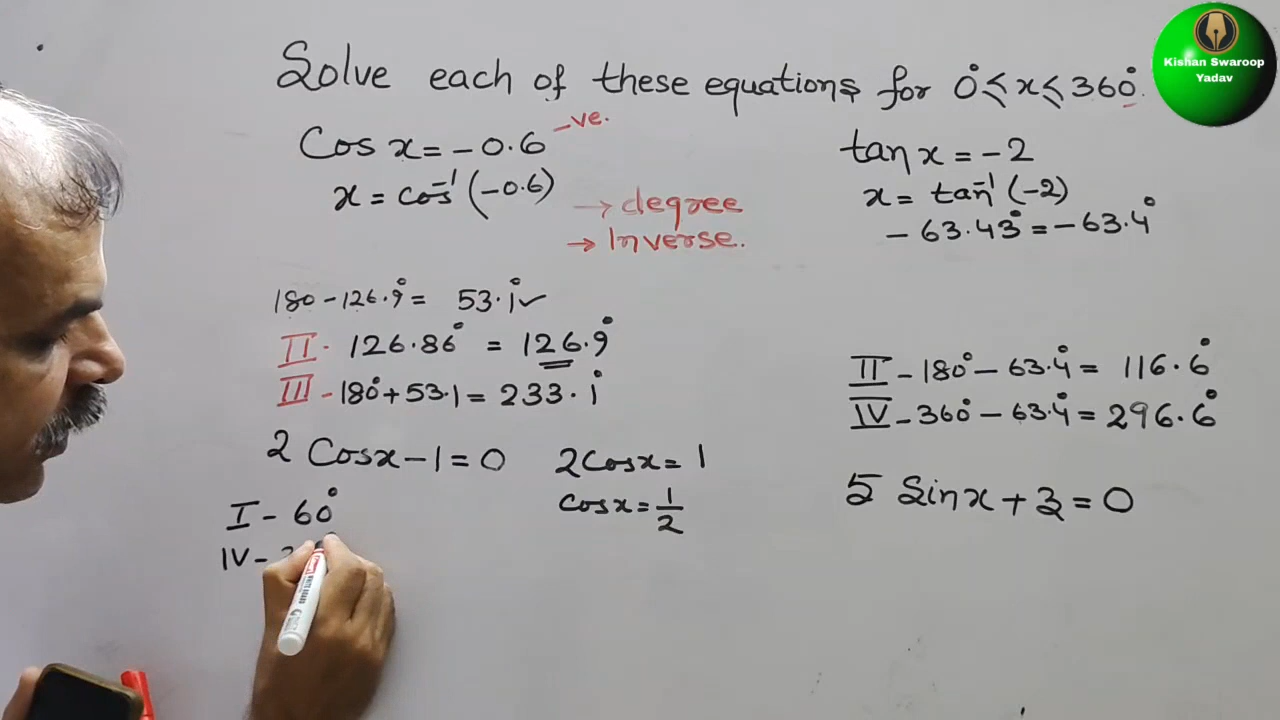 Solve each of these equations for 0°≤x≤360°.
Cos x = -0.6 -ve.
x = cos⁻¹(-0.6)
→ degree
→ Inverse.
180-126.9° = 53.1° ✓
II - 126.86° = 126.9°
III - 180°+53.1 = 233.1°
2 Cosx-1=0
2Cosx = 1
Cosx = 1/2
I - 60°
IV -
tan x = -2
x = tan⁻¹(-2)
-63.43° = -63.4°
II - 180° - 63.4° = 116.6°
IV - 360° - 63.4° = 296.6°
5 Sinx + 3 = 0
Kishan Swaroop
Yadav